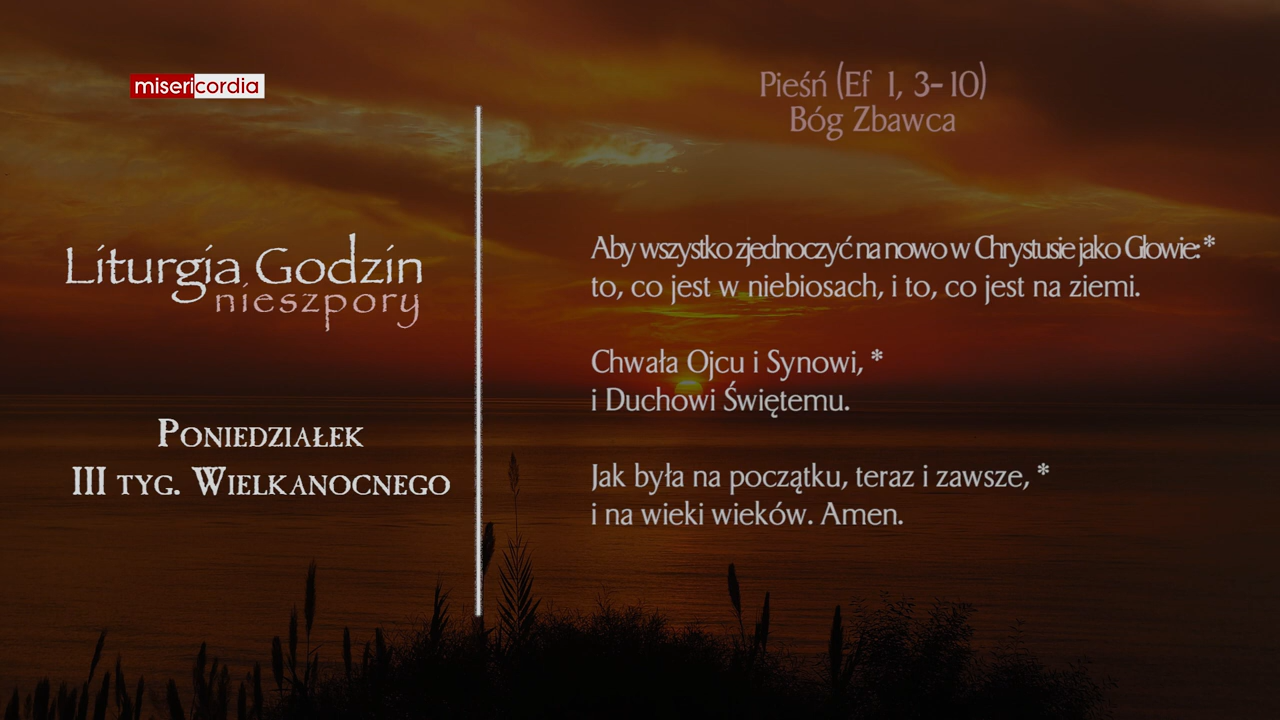 misericordia
Liturgia Godzin
nieszpory
Poniedziałek
III tyg. Wielkanocnego
Pieśń (Ef 1, 3-10)
Bóg Zbawca
Aby wszystko zjednoczyć na nowo w Chrystusie jako Głowie: *
to, co jest w niebiosach, i to, co jest na ziemi.
Chwała Ojcu i Synowi, *
i Duchowi Świętemu.
Jak była na początku, teraz i zawsze, *
i na wieki wieków. Amen.